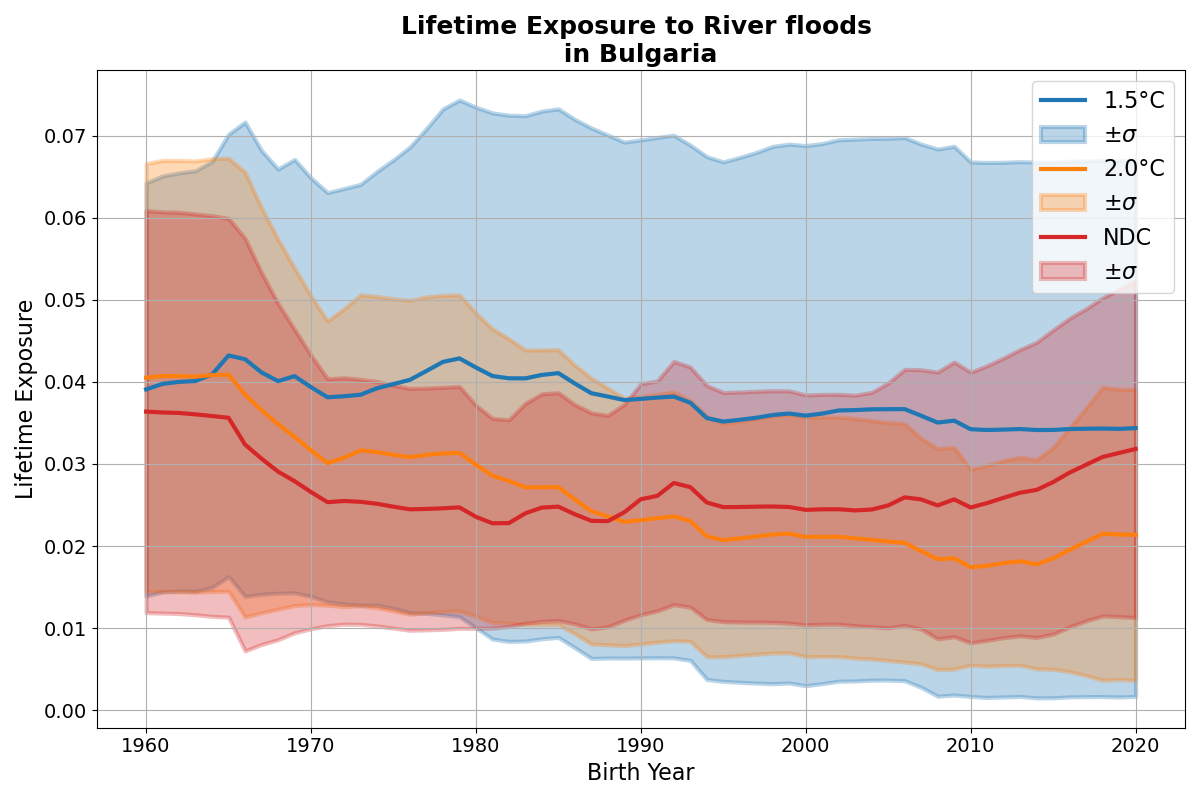 Lifetime Exposure to River floods
in Bulgaria
Lifetime Exposure
0.07
0.06
0.05
0.04
0.03
0.02
0.01
0.00
1.5°C
±σ
2.0°C
±σ
NDC
±σ
1960 1970 1980 1990 2000 2010 2020
Birth Year